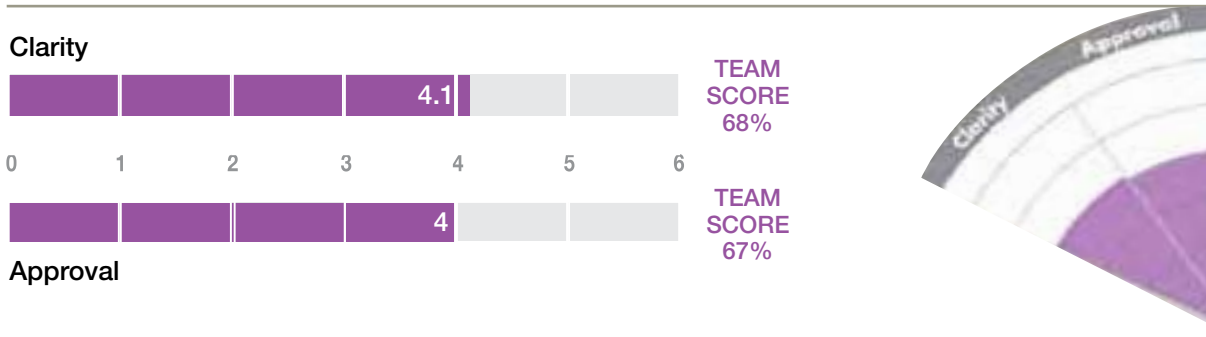 Clarity
4.1
TEAM
SCORE
68%
0 1 2 3 4 5 6
4
TEAM
SCORE
67%
Approval
Clarity
Approval